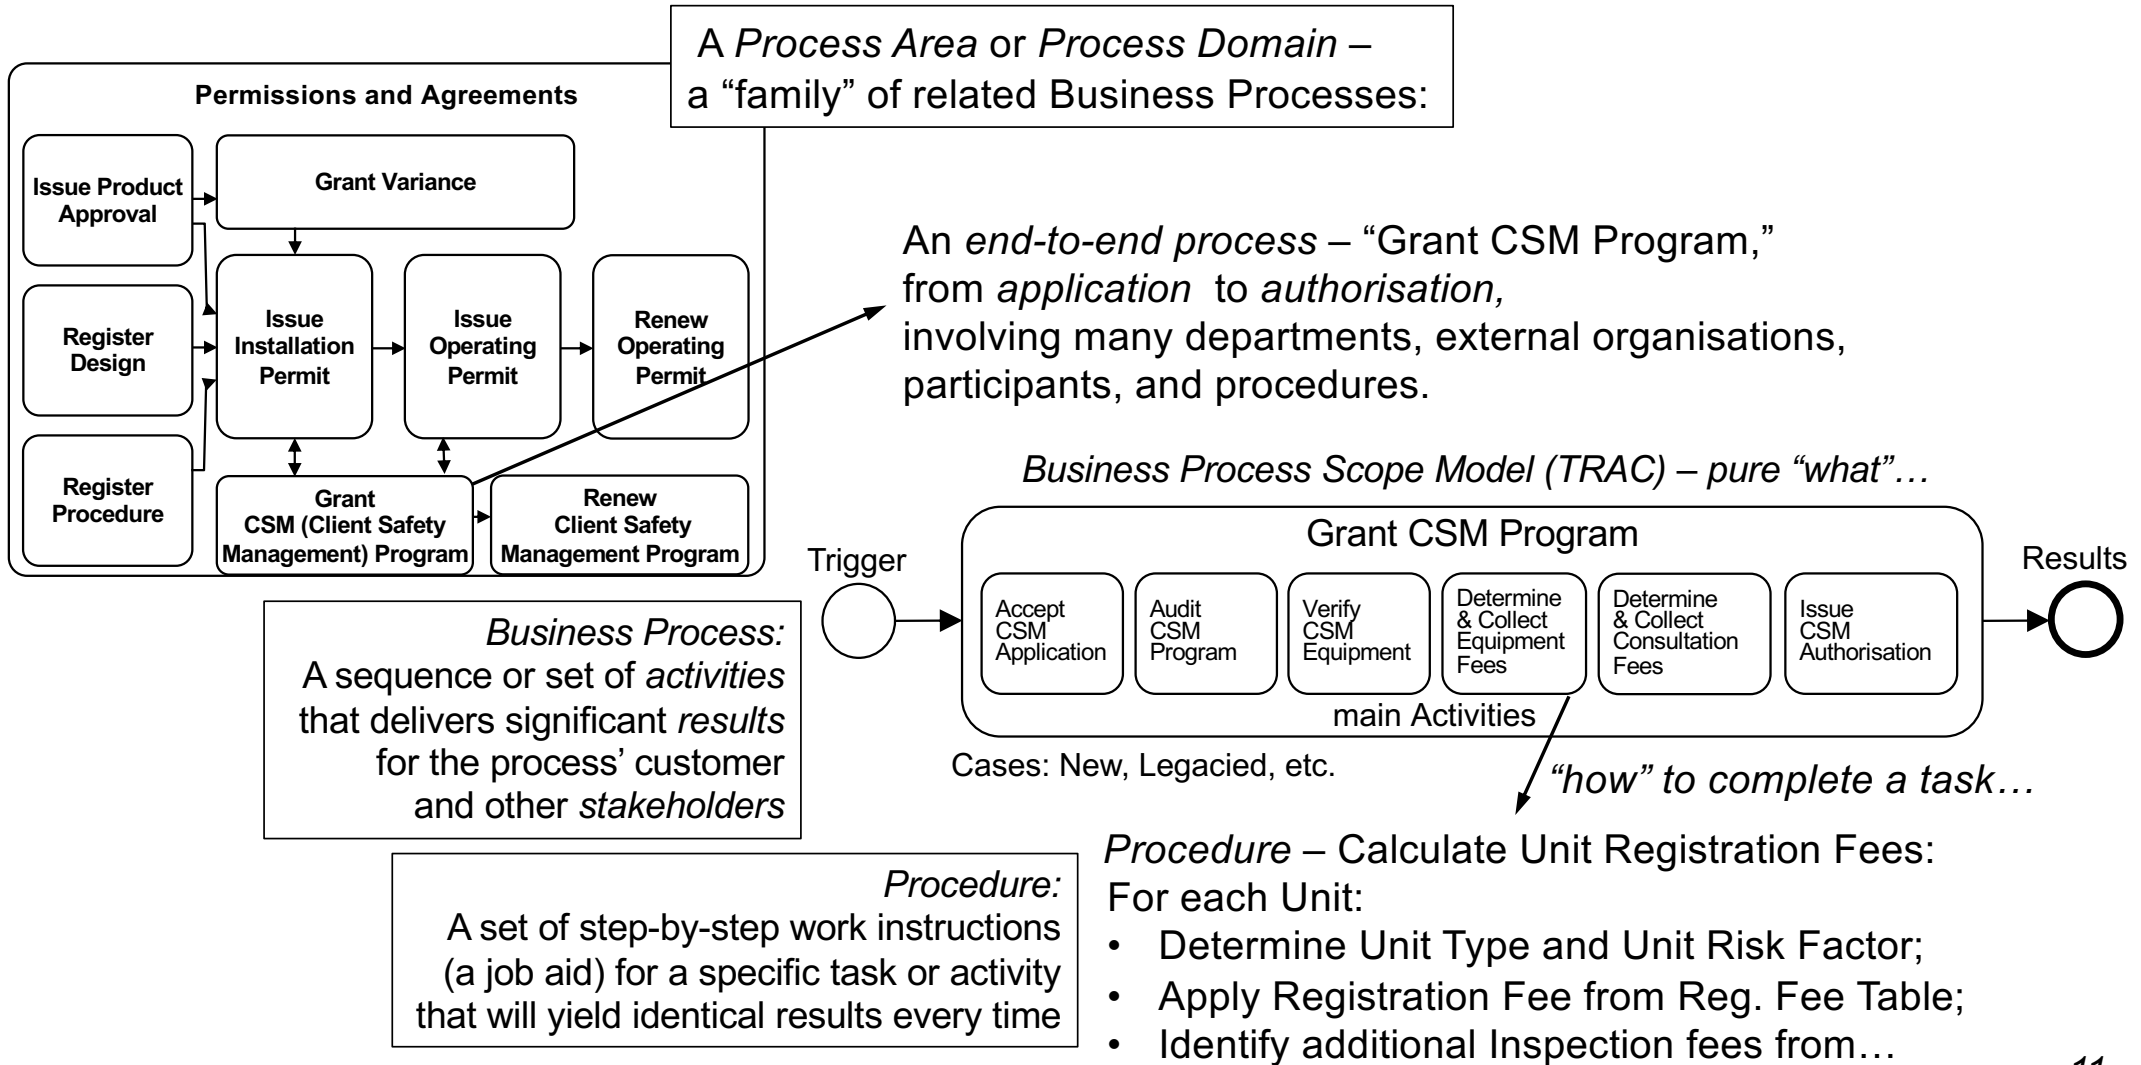 A Process Area or Process Domain –
a “family” of related Business Processes:
Permissions and Agreements
Issue Product
Approval
Grant Variance
Register
Design
Issue
Installation
Permit
Issue
Operating
Permit
Renew
Operating
Permit
Register
Procedure
Grant
CSM (Client Safety
Management) Program
Renew
Client Safety
Management Program
An end-to-end process – “Grant CSM Program,”
from application to authorisation,
involving many departments, external organisations,
participants, and procedures.
Business Process Scope Model (TRAC) – pure “what”…
Grant CSM Program
Trigger
Results
Accept
CSM
Application
Audit
CSM
Program
Verify
CSM
Equipment
Determine
& Collect
Equipment
Fees
Determine
& Collect
Consultation
Fees
Issue
CSM
Authorisation
main Activities
Cases: New, Legacied, etc.
“how” to complete a task…
Business Process:
A sequence or set of activities
that delivers significant results
for the process’ customer
and other stakeholders
Procedure:
A set of step-by-step work instructions
(a job aid) for a specific task or activity
that will yield identical results every time
Procedure – Calculate Unit Registration Fees:
For each Unit:
• Determine Unit Type and Unit Risk Factor;
• Apply Registration Fee from Reg. Fee Table;
• Identify additional Inspection fees from…